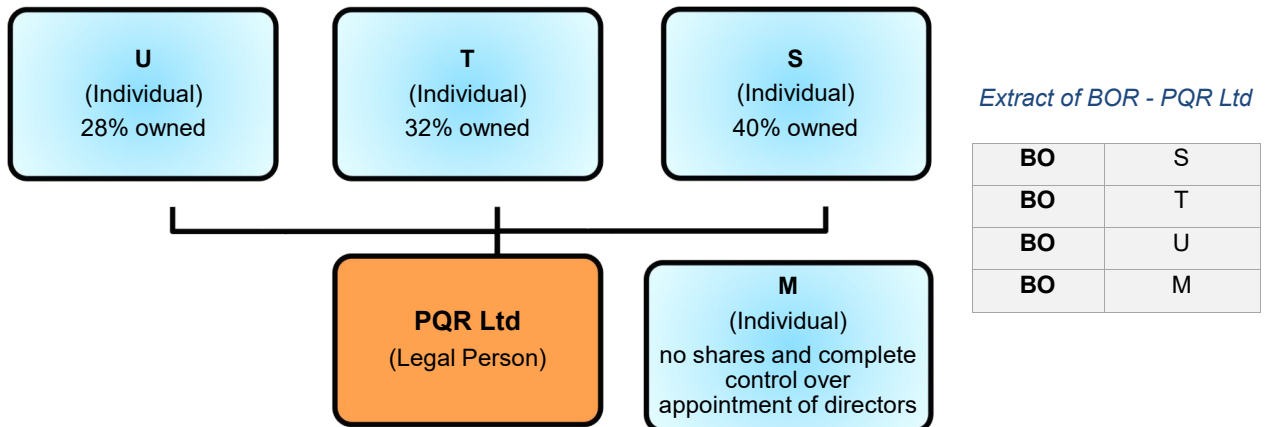 U
(Individual)
28% owned
T
(Individual)
32% owned
S
(Individual)
40% owned
PQR Ltd
(Legal Person)
M
(Individual)
no shares and complete
control over
appointment of directors
Extract of BOR - PQR Ltd
BO S
BO T
BO U
BO M